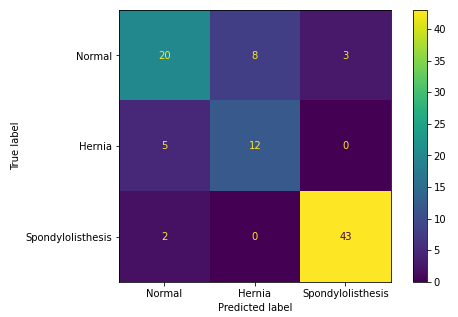 Normal 20 8 3
Hernia 5 12 0
Spondylolisthesis 2 0 43
Normal Hernia Spondylolisthesis
Predicted label
True label
40
35
30
25
20
15
10
5
0